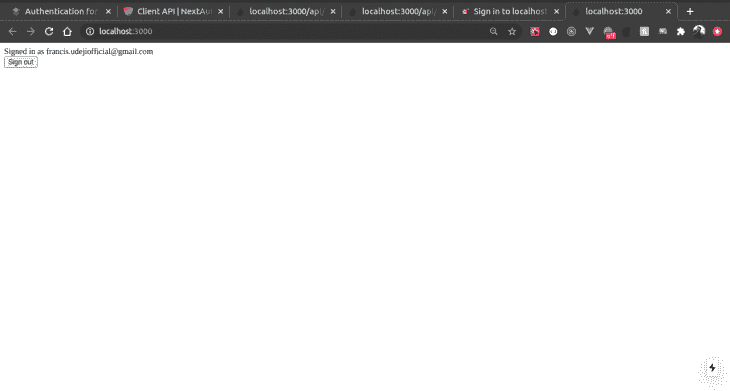 Authentication for
Client API | NextAut
localhost:3000/api/
localhost:3000/api/
Sign in to localhost
localhost:3000
localhost:3000
Signed in as francis.udejiofficial@gmail.com
Sign out